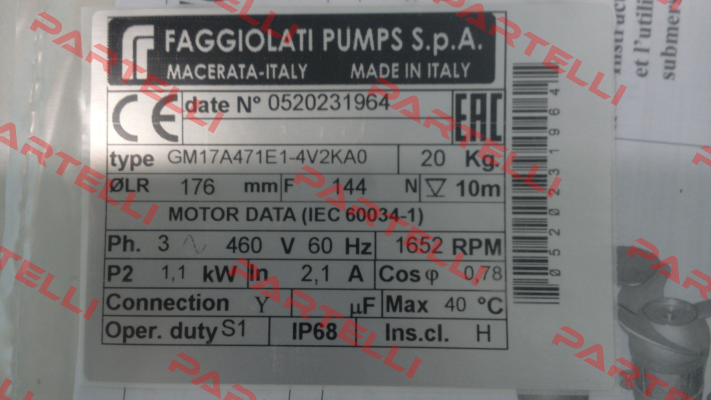 FAGGIOLATI PUMPS S.p.A.
MACERATA-ITALY MADE IN ITALY
CE date N° 0520231964 EAC
type GM17A471E1-4V2KA0 20 Kg.
ØLR 176 mm F 144 N 10m
MOTOR DATA (IEC 60034-1)
Ph. 3 460 V 60 Hz 1652 RPM
P2 1,1 kW In 2,1 A Cosφ 0,78
Connection Y µF Max 40 °C
Oper. duty S1 IP68 Ins.cl. H
0520231964
et l'utili
submer
PARTELLI
PARTELLI
PARTELLI
PARTELLI
PARTELLI
PARTELLI